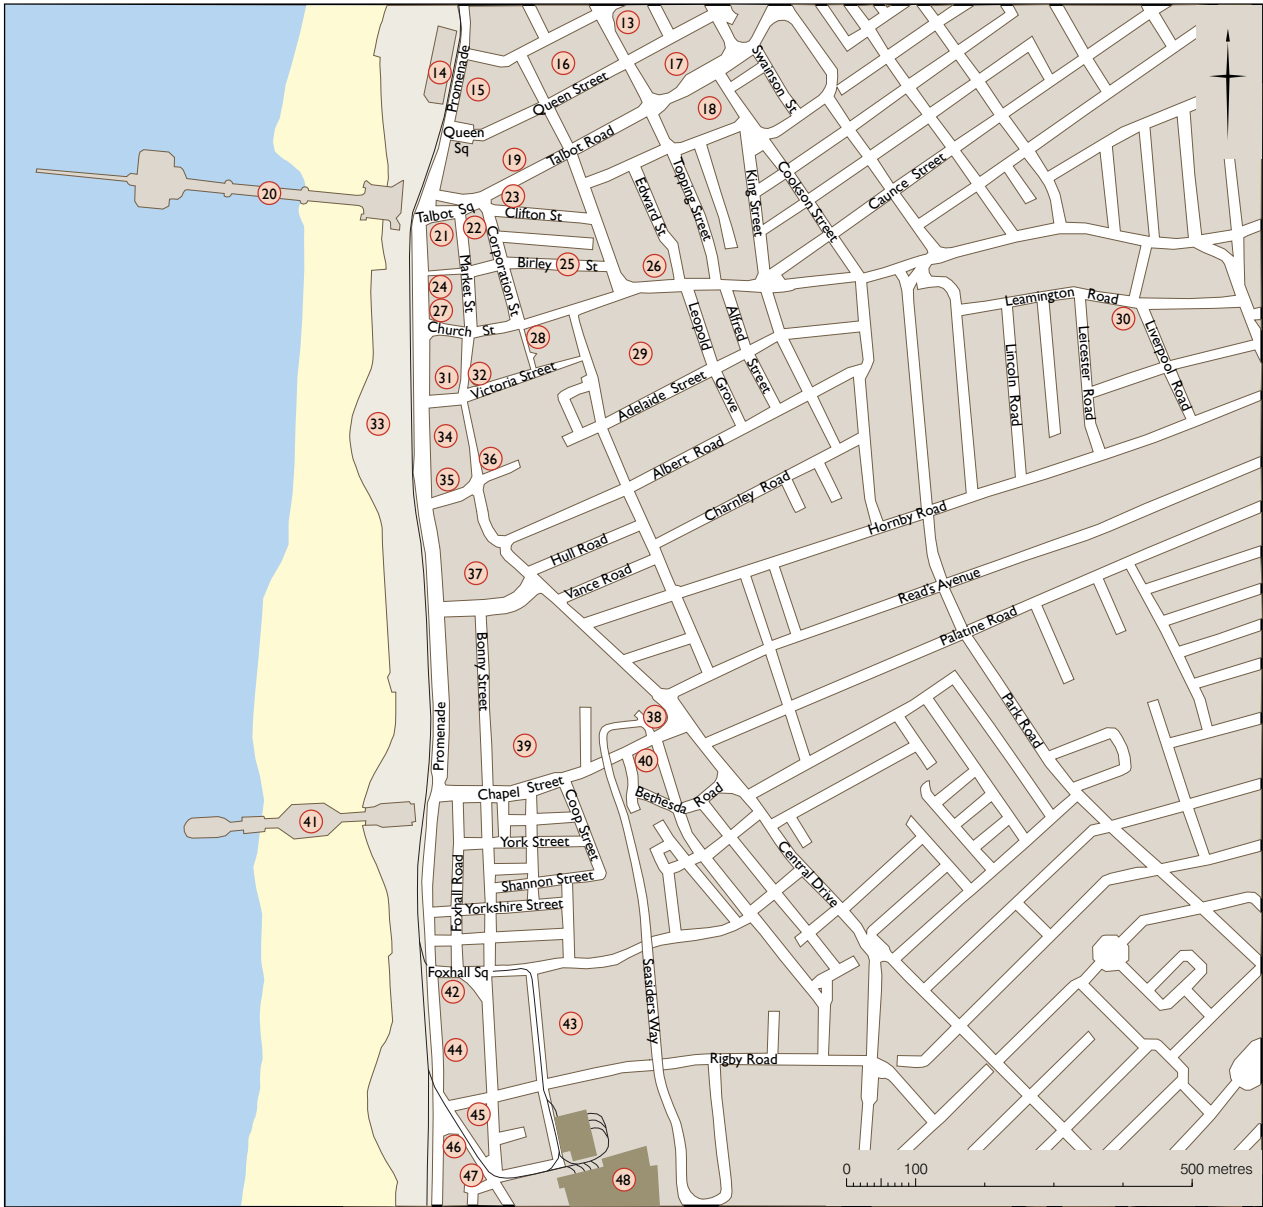 13
14
Promenade
16
17
Swainson St
15
Queen Street
18
Queen
Sq
Talbot Road
19
20
23
Talbot Sq
Clifton St
Edward St
Topping Street
King Street
Cookson Street
Caunce Street
21
22
Corporation St
Market St
Birley
25
St
26
24
27
Church St
28
Leopold
Grove
Alfred
Street
Leamington Road
30
Lincoln Road
Leicester Road
Liverpool Road
29
31
32
Victoria Street
Adelaide Street
33
34
36
35
Albert Road
Charnley Road
Hornby Road
Hull Road
37
Vance Road
Read's Avenue
Palatine Road
Bonny Street
Promenade
38
39
40
Park Road
Chapel Street
Coop Street
Bethesda Road
41
York Street
Shannon Street
Foxhall Road
Yorkshire Street
Central Drive
Foxhall Sq
42
43
Seasiders Way
44
Rigby Road
45
46
47
48
0 100 500 metres